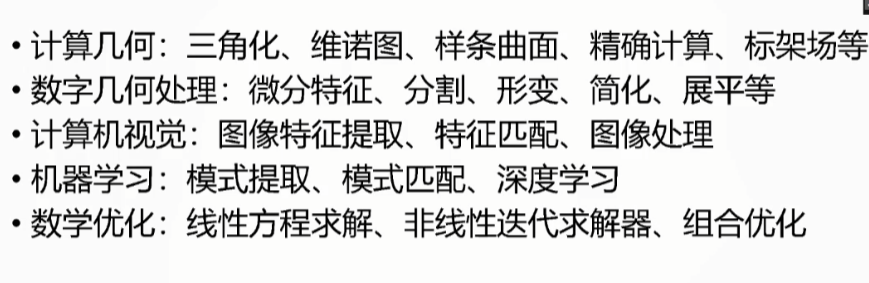 • 计算几何：三角化、维诺图、样条曲面、精确计算、标架场等
• 数字几何处理：微分特征、分割、形变、简化、展平等
• 计算机视觉：图像特征提取、特征匹配、图像处理
• 机器学习：模式提取、模式匹配、深度学习
• 数学优化：线性方程求解、非线性迭代求解器、组合优化